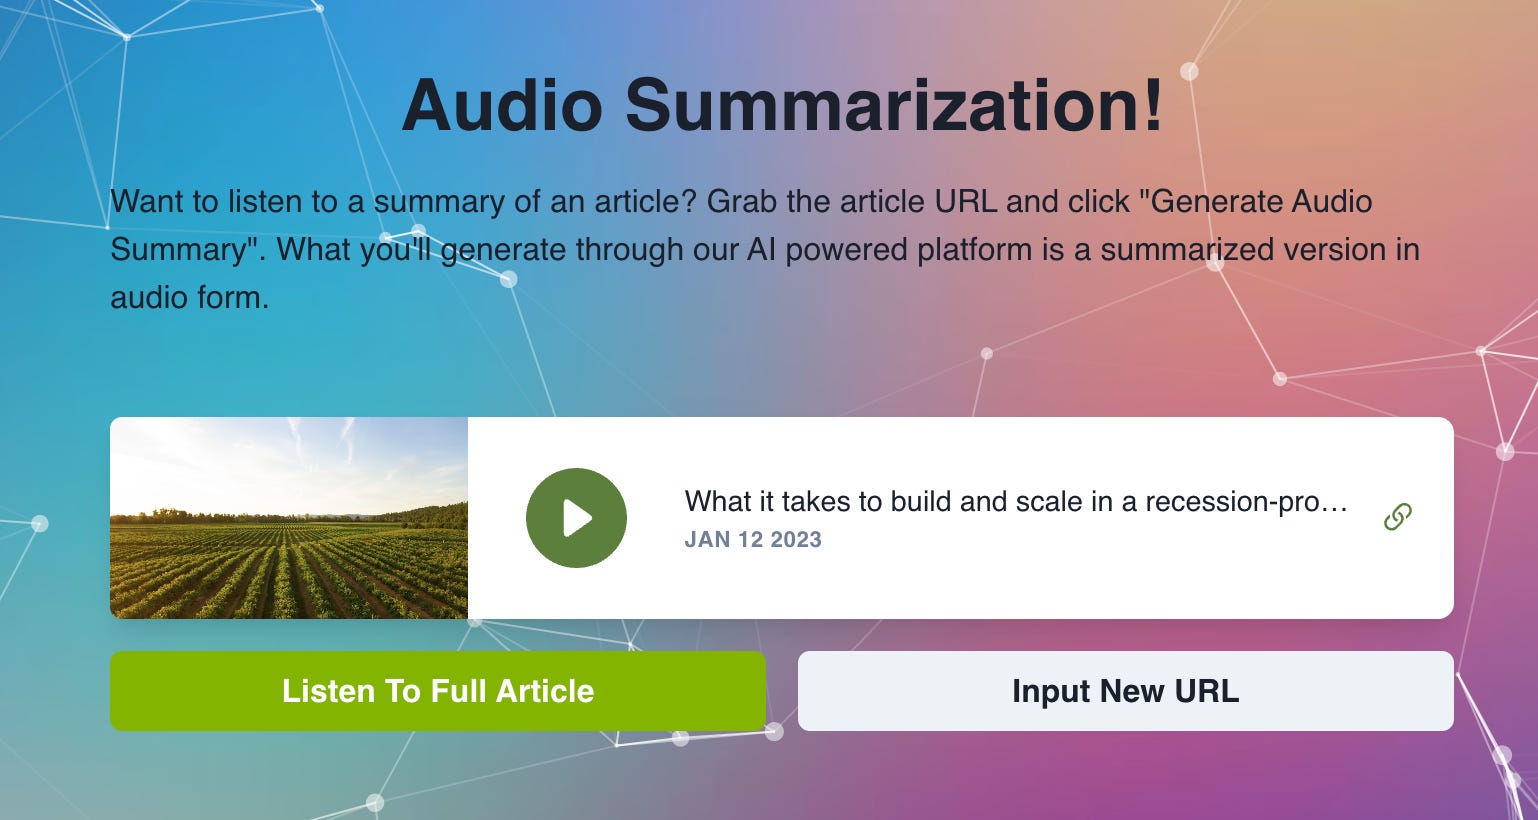 Audio Summarization!
Want to listen to a summary of an article? Grab the article URL and click "Generate Audio
Summary". What you'll generate through our AI powered platform is a summarized version in
audio form.
What it takes to build and scale in a recession-pro…
JAN 12 2023
Listen To Full Article
Input New URL